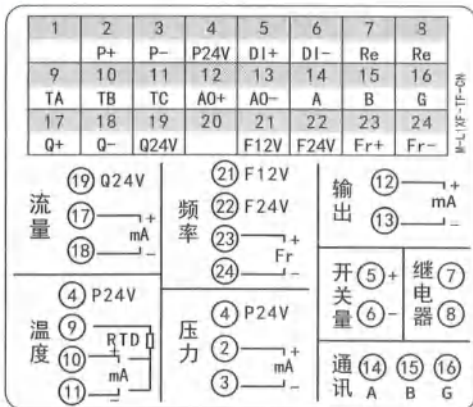 1 2 3 4 5 6 7 8
P+ P- P24V DI+ DI- Re Re
9 10 11 12 13 14 15 16
TA TB TC AO+ AO- A B G
17 18 19 20 21 22 23 24
Q+ Q- Q24V F12V F24V Fr+ Fr-
M-L1XF-TF-CN
流量
⑲ Q24V
⑰ +
mA
⑱ -
频率
㉑ F12V
㉒ F24V
㉓ +
Fr
㉔ -
输出
⑫ +
mA
⑬ -
温度
④ P24V
⑨
RTD
⑩ +
mA
⑪ -
压力
④ P24V
② +
mA
③ -
开关量
⑤ +
⑥ -
继电器
⑦
⑧
通讯
⑭ ⑮ ⑯
A B G